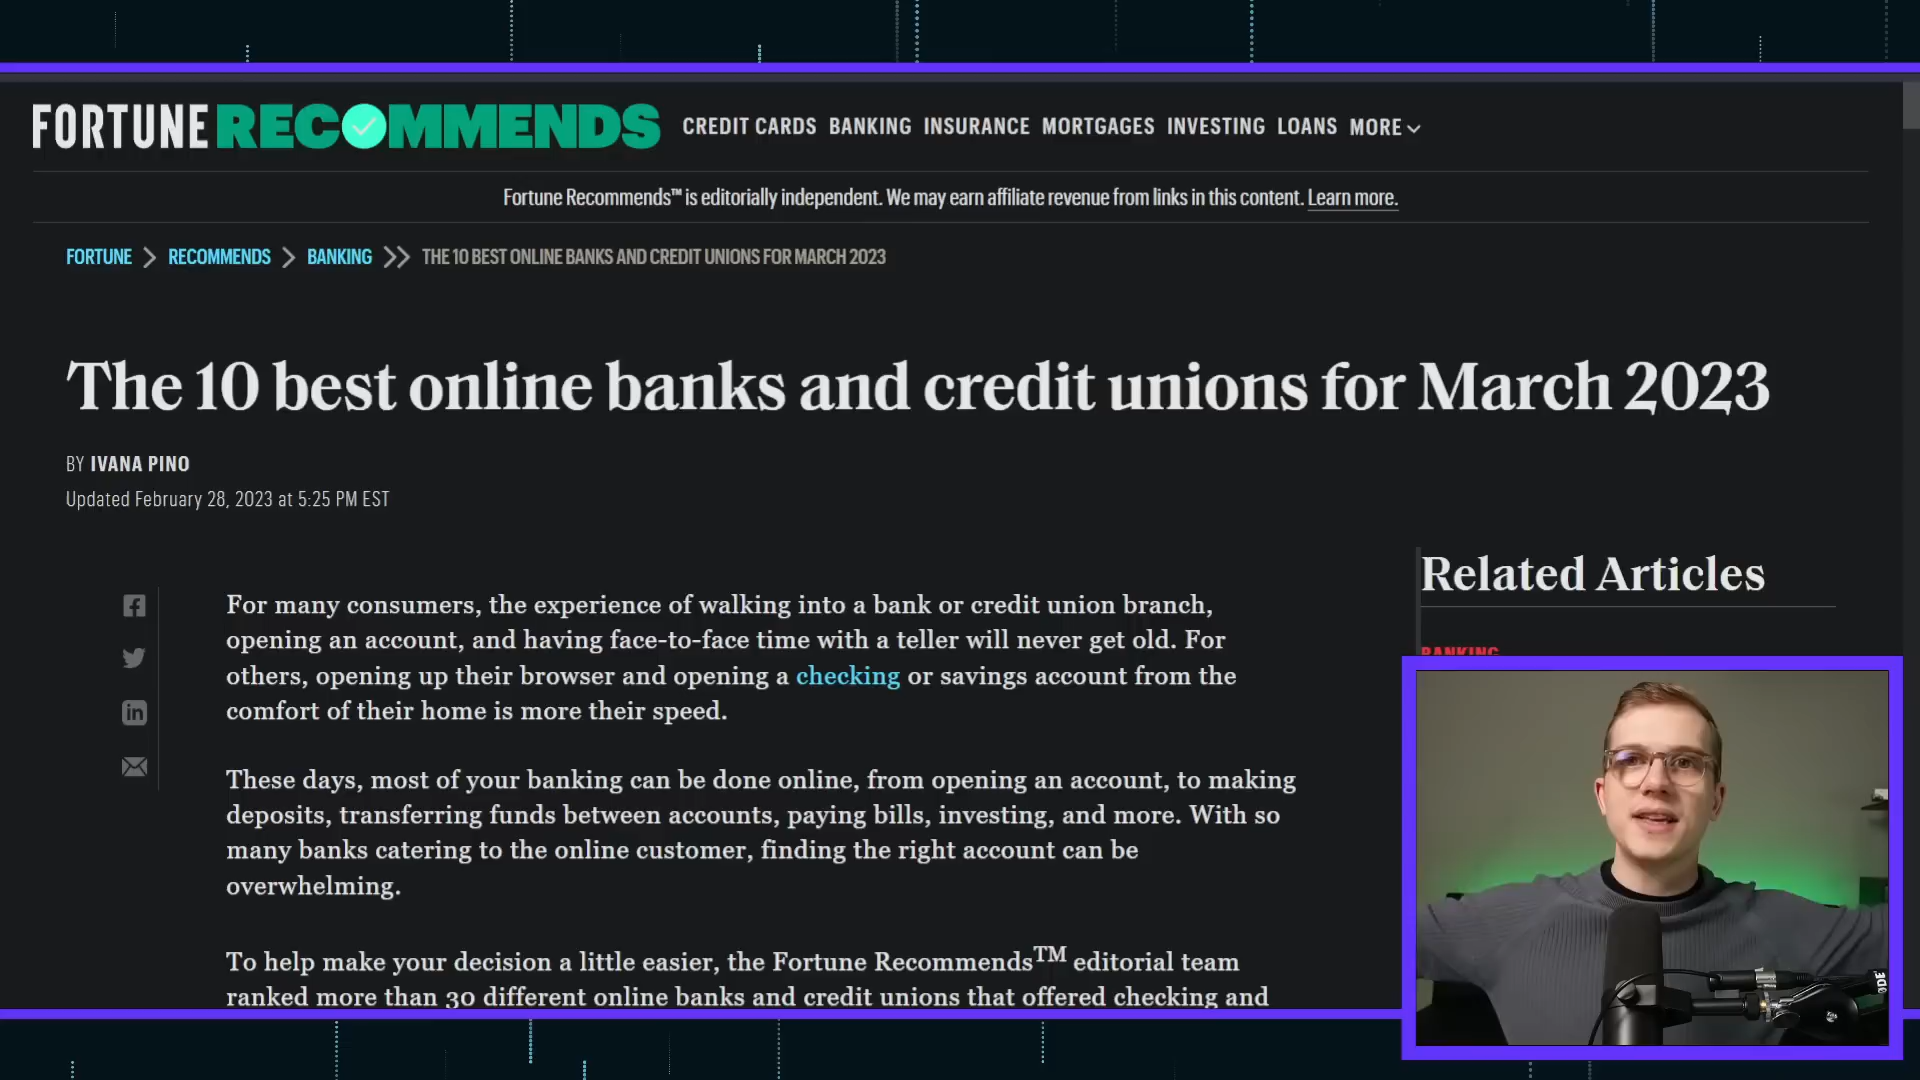 FORTUNE RECOMMENDS
CREDIT CARDS BANKING INSURANCE MORTGAGES INVESTING LOANS MORE
Fortune Recommends™ is editorially independent. We may earn affiliate revenue from links in this content. Learn more.
FORTUNE RECOMMENDS BANKING THE 10 BEST ONLINE BANKS AND CREDIT UNIONS FOR MARCH 2023
The 10 best online banks and credit unions for March 2023
BY IVANA PINO
Updated February 28, 2023 at 5:25 PM EST
For many consumers, the experience of walking into a bank or credit union branch,
opening an account, and having face-to-face time with a teller will never get old. For
others, opening up their browser and opening a checking or savings account from the
comfort of their home is more their speed.
These days, most of your banking can be done online, from opening an account, to making
deposits, transferring funds between accounts, paying bills, investing, and more. With so
many banks catering to the online customer, finding the right account can be
overwhelming.
To help make your decision a little easier, the Fortune Recommends™ editorial team
ranked more than 30 different online banks and credit unions that offered checking and
Related Articles
BANKING